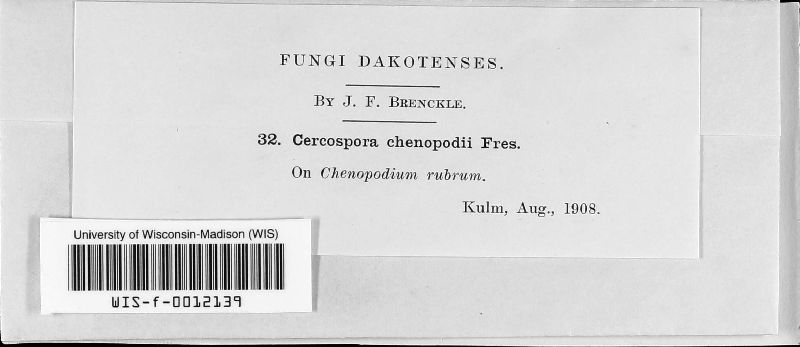 FUNGI DAKOTENSES.
BY J. F. BRENCKLE.
32. Cercospora chenopodii Fres.
On Chenopodium rubrum.
Kulm, Aug., 1908.
University of Wisconsin-Madison (WIS)
WIS-f-0012139